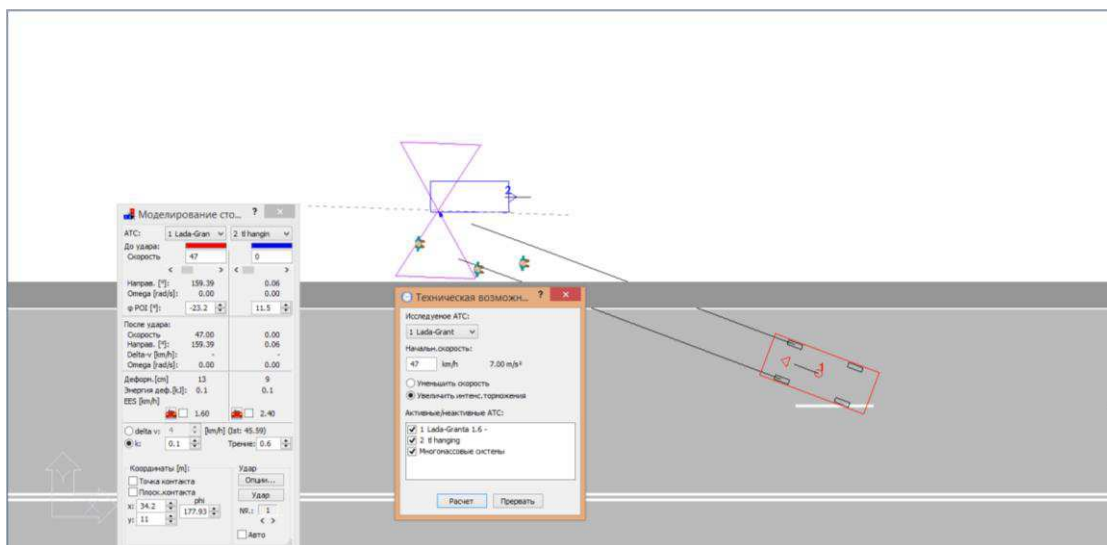 Моделирование сто... ?
АТС: 1 Lada-Gran 2 tl hangin
До удара:
Скорость 47 0
< > < >
Направ. [°]: 159.39 0.06
Omega [rad/s]: 0.00 0.00
φ POI [°]: -23.2 11.5
После удара:
Скорость 47.00 0.00
Направ. [°]: 159.39 0.06
Delta-v [km/h]: - -
Omega [rad/s]: 0.00 0.00
Деформ.[cm] 13 9
Энергия деф.[kJ]: 0.1 0.1
EES [km/h]
1.60 2.40
delta v: 4 [km/h] (Ist: 45.59)
k: 0.1 Трение: 0.6
Координаты [m]:
Точка контакта
Плоск.контакта
phi
x: 34.2 177.93
y: 11
Удар
Опции...
Удар
№.: 1
< >
Авто
Техническая возможн... ?
Исследуемое АТС:
1 Lada-Grant
Начальн.скорость:
47 km/h 7.00 m/s²
Уменьшить скорость
Увеличить интенс.торможения
Активные/неактивные АТС:
1 Lada-Granta 1.6 -
2 tl hanging
Многомассовые системы
Расчет Прервать
2
1